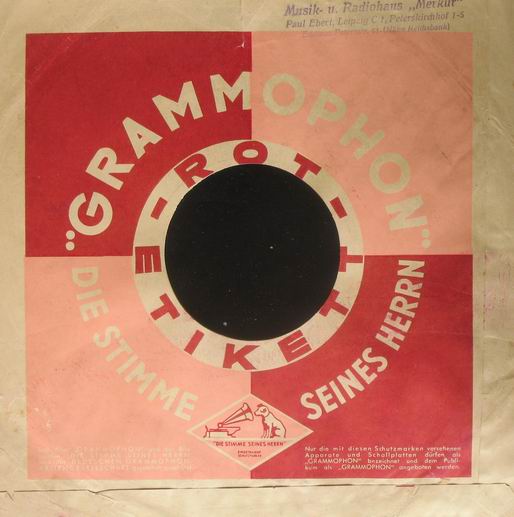 Musik- u. Radiohaus „Merkur"
Paul Ebert, Leipzig C 1, Peterskirchhof 1-5
„GRAMMOPHON"
-ROT-
ETIKETT
DIE STIMME
SEINES HERRN
"DIE STIMME SEINES HERRN"
Nur die mit diesen Schutzmarken versehenen
Apparate und Schallplatten dürfen als
„GRAMMOPHON" bezeichnet und dem Publi-
kum als „GRAMMOPHON" angeboten werden.